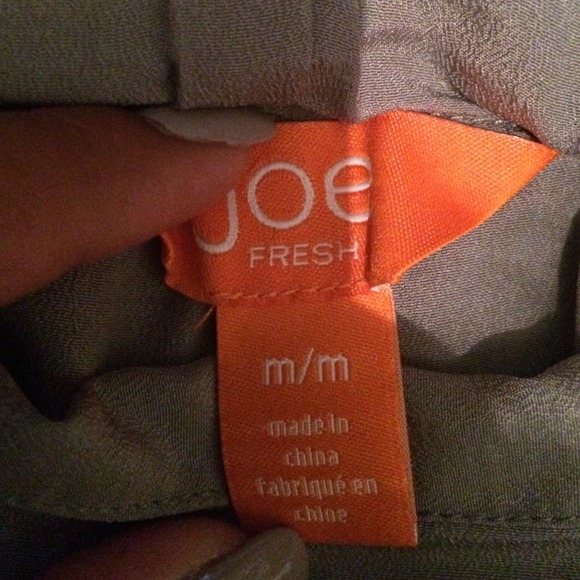 Joe
FRESH
m/m
made in
china
fabriqué en
chine